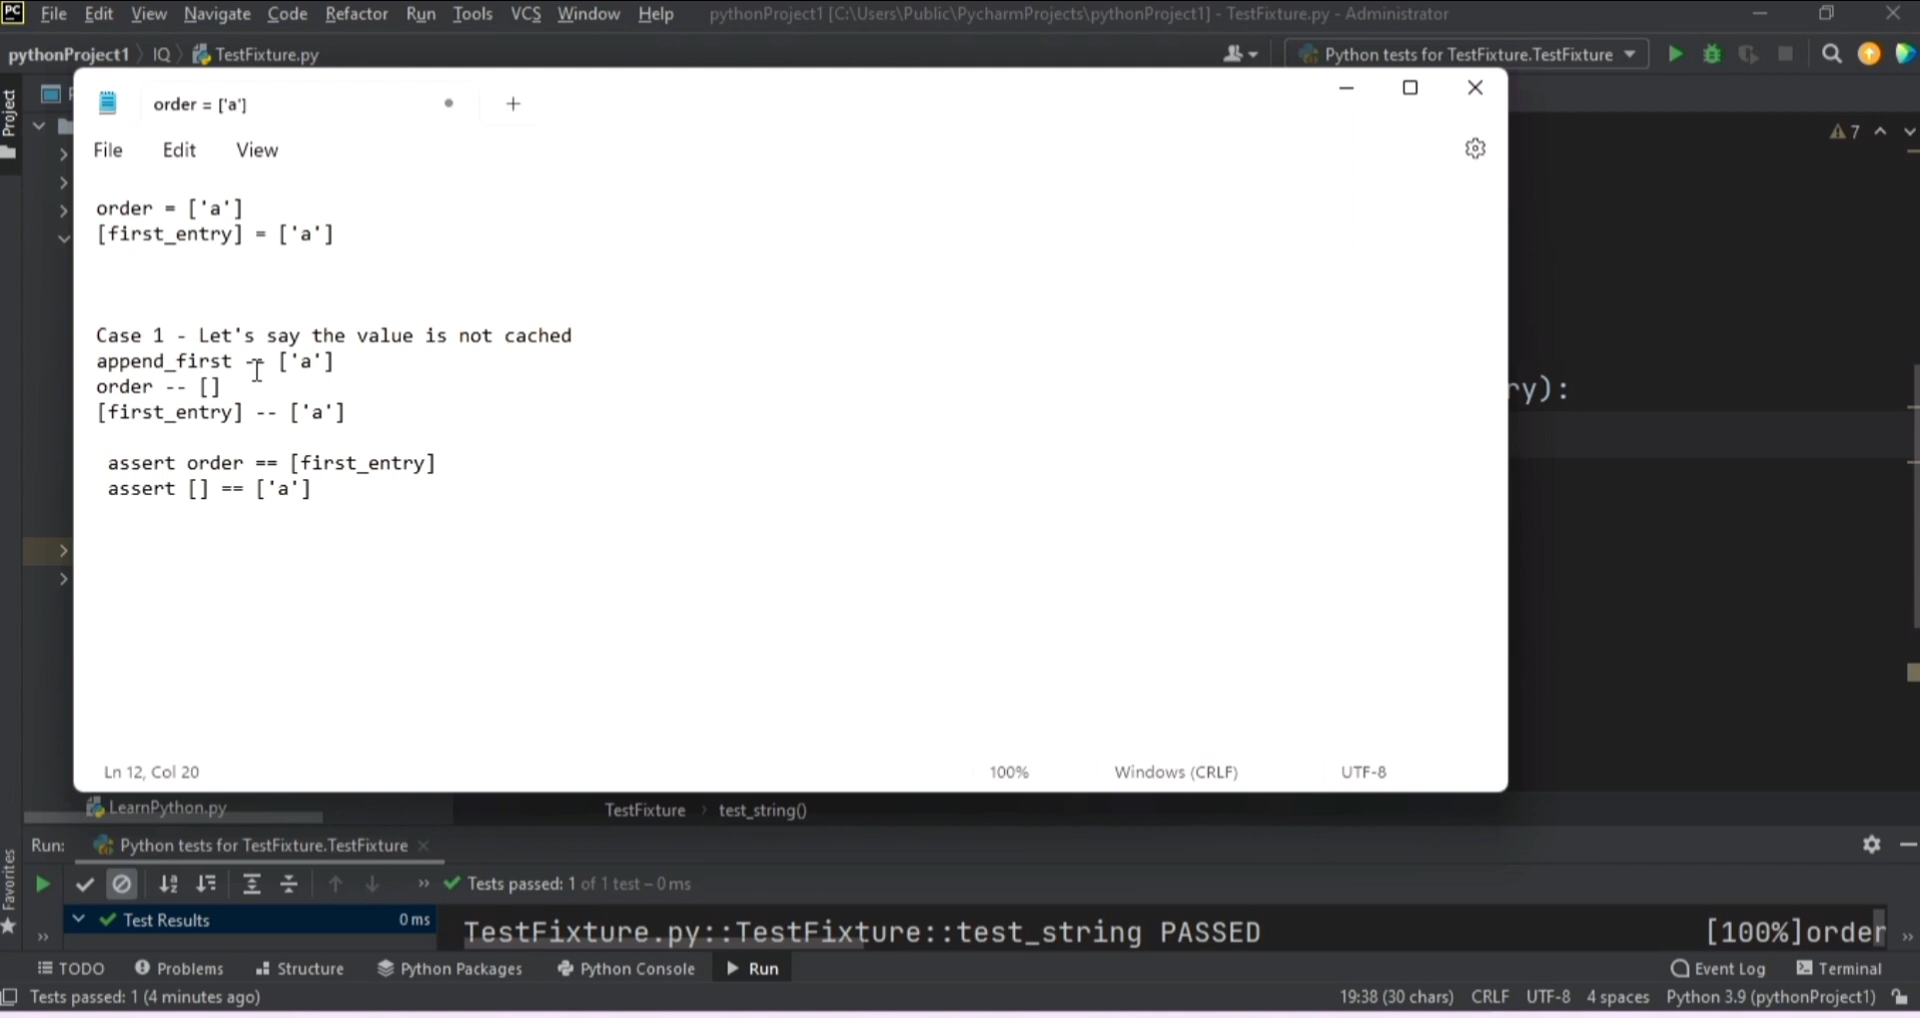 PC File Edit View Navigate Code Refactor Run Tools VCS Window Help pythonProject1 [C:\Users\Public\PycharmProjects\pythonProject1] - TestFixture.py - Administrator
pythonProject1 IQ TestFixture.py Python tests for TestFixture.TestFixture
Project
order = ['a']
7
File Edit View
order = ['a']
[first_entry] = ['a']
Case 1 - Let's say the value is not cached
append_first -- ['a']
order -- []
[first_entry] -- ['a']
ry):
assert order == [first_entry]
assert [] == ['a']
Ln 12, Col 20 100% Windows (CRLF) UTF-8
LearnPython.py TestFixture test_string()
Run: Python tests for TestFixture.TestFixture
Favorites
Tests passed: 1 of 1 test – 0 ms
Test Results 0 ms
TestFixture.py::TestFixture::test_string PASSED [100%]order
TODO Problems Structure Python Packages Python Console Run Event Log Terminal
Tests passed: 1 (4 minutes ago) 19:38 (30 chars) CRLF UTF-8 4 spaces Python 3.9 (pythonProject1)